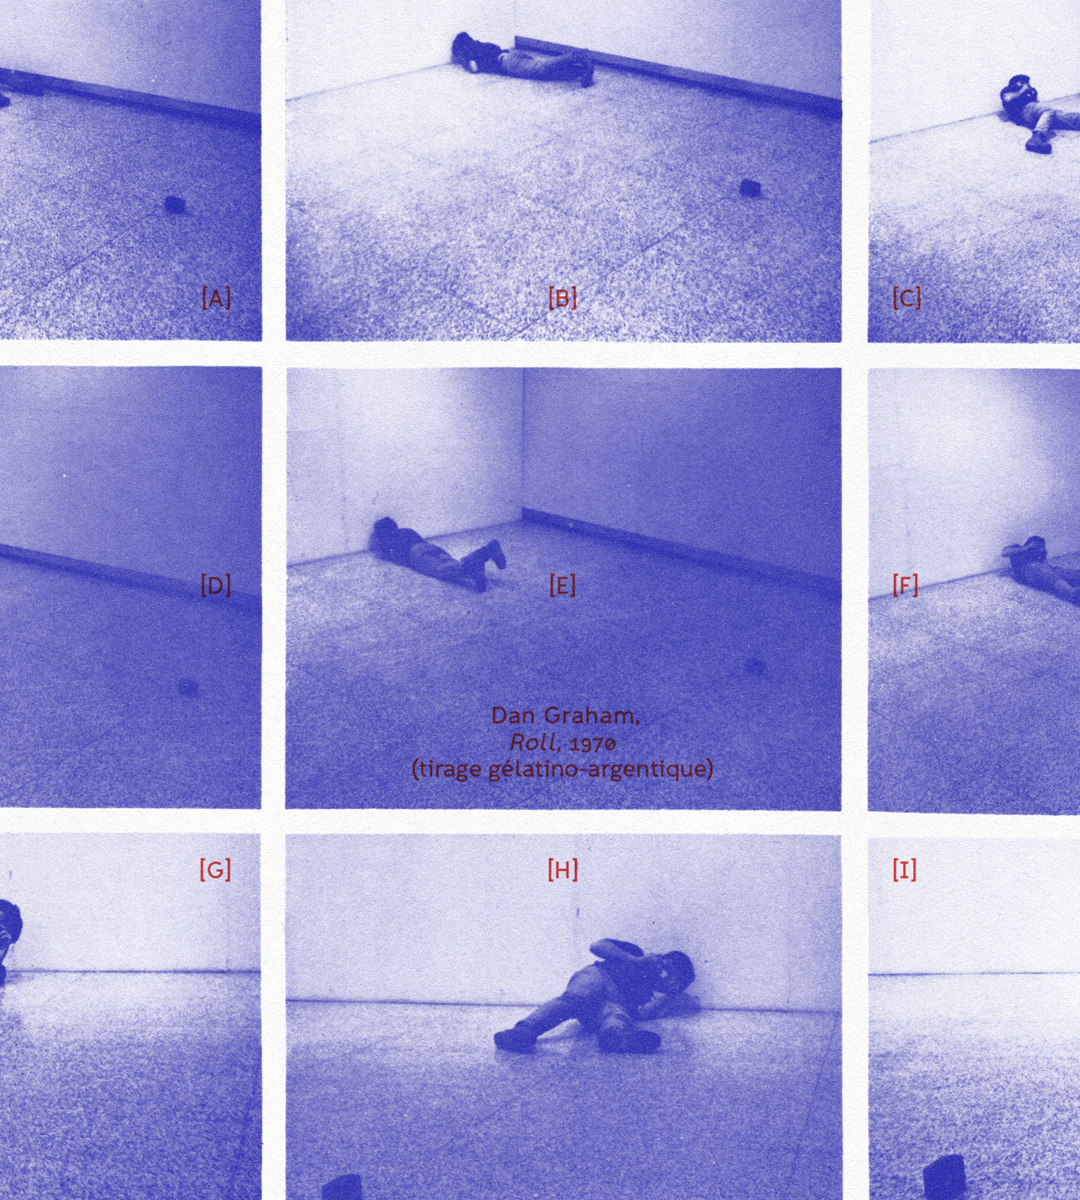 [A]
[B]
[C]
[D]
[E]
[F]
Dan Graham,
Roll, 1970
(tirage gélatino-argentique)
[G]
[H]
[I]